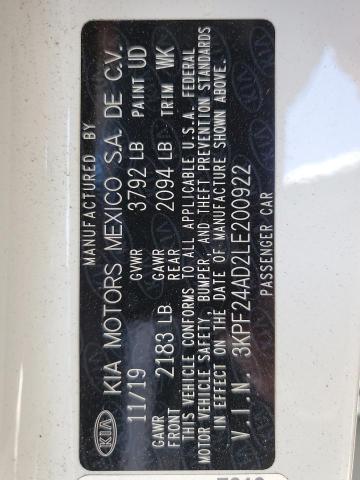 MANUFACTURED BY
KIA KIA MOTORS MEXICO S.A. DE C.V.
11/19 GVWR 3792 LB PAINT UD
GAWR FRONT 2183 LB GAWR REAR 2094 LB TRIM WK
THIS VEHICLE CONFORMS TO ALL APPLICABLE U.S.A. FEDERAL
MOTOR VEHICLE SAFETY, BUMPER, AND THEFT PREVENTION STANDARDS
IN EFFECT ON THE DATE OF MANUFACTURE SHOWN ABOVE.
V.I.N. 3KPF24AD2LE200922
PASSENGER CAR